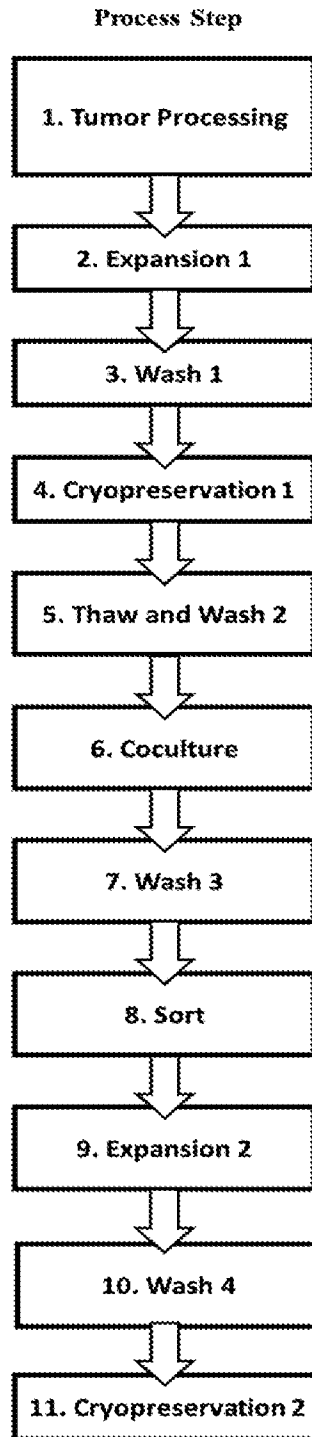 Process Step
1. Tumor Processing
2. Expansion 1
3. Wash 1
4. Cryopreservation 1
5. Thaw and Wash 2
6. Coculture
7. Wash 3
8. Sort
9. Expansion 2
10. Wash 4
11. Cryopreservation 2